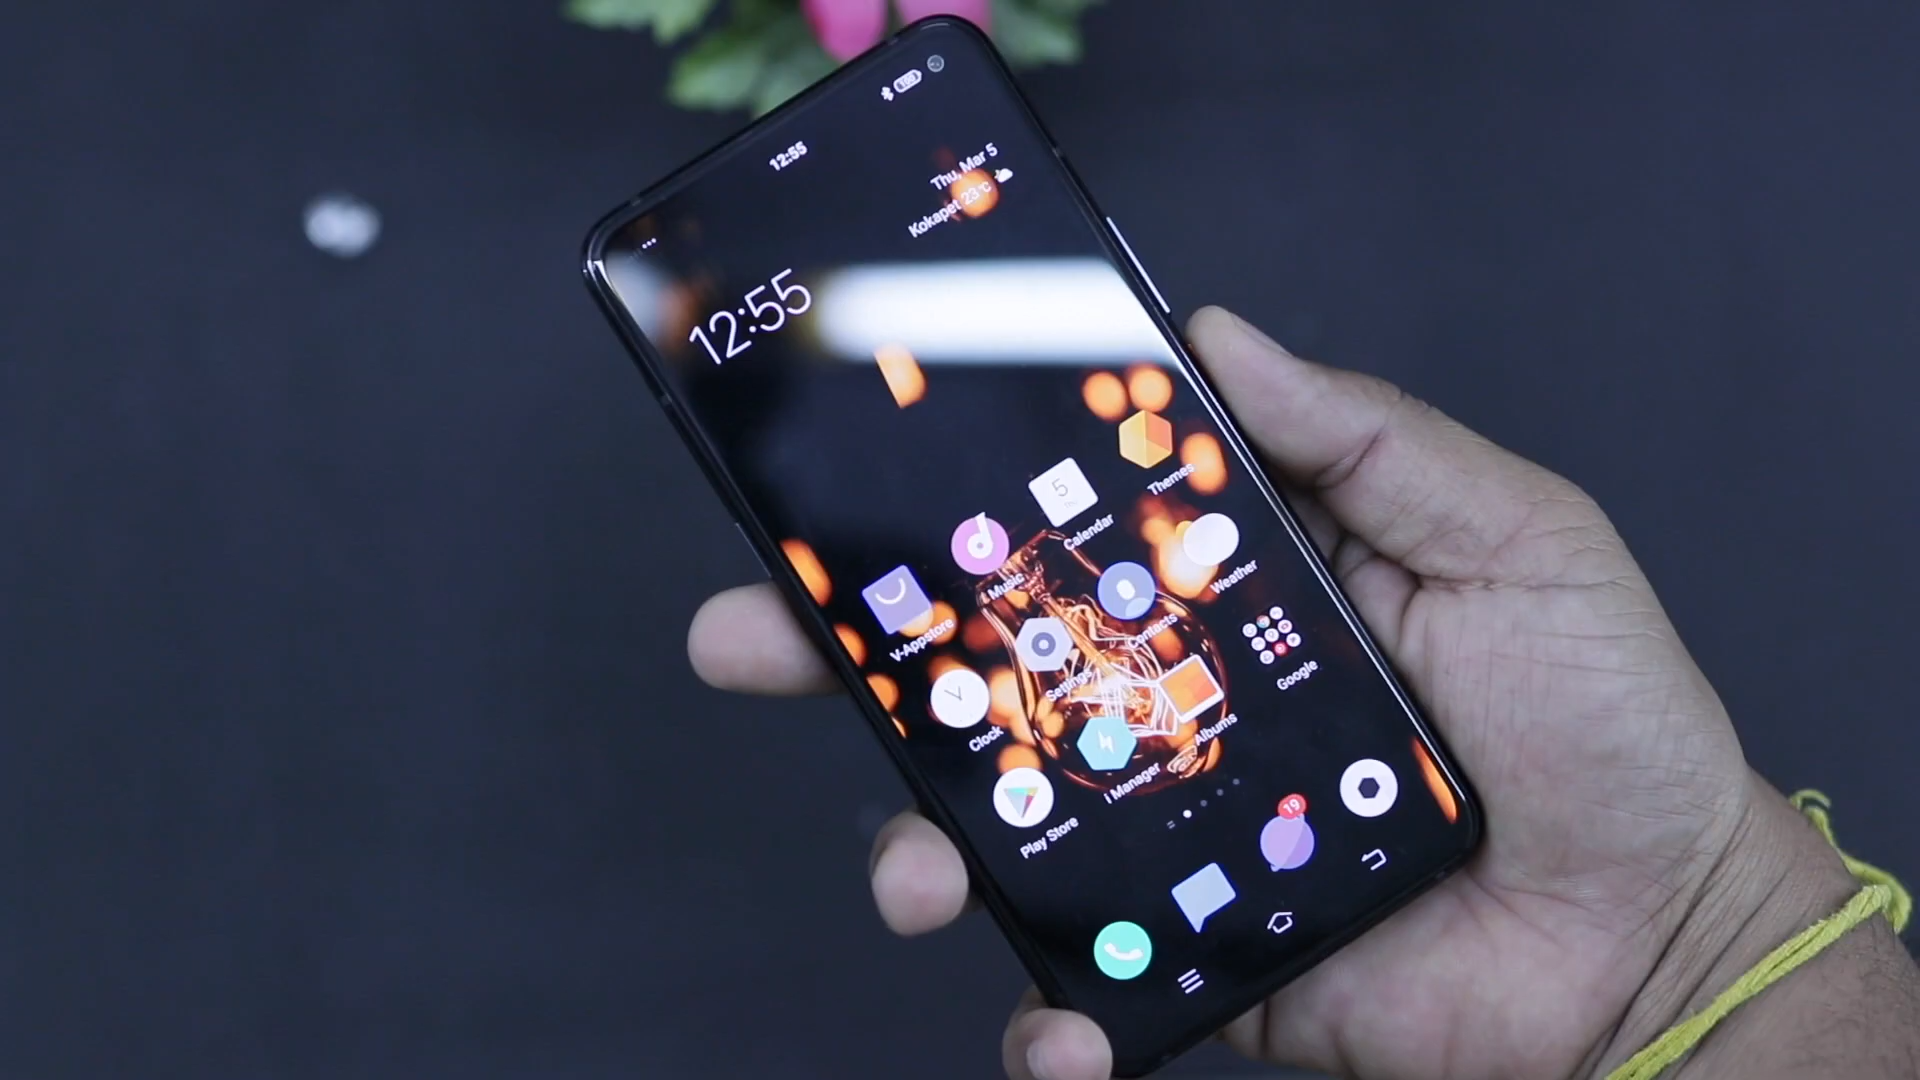 12:55
100
Thu, Mar 5
Kokapet 23°C
12:55
Themes
5
Calendar
i Music
V-Appstore
Weather
Contacts
Settings
Clock
Google
Albums
i Manager
Play Store
19